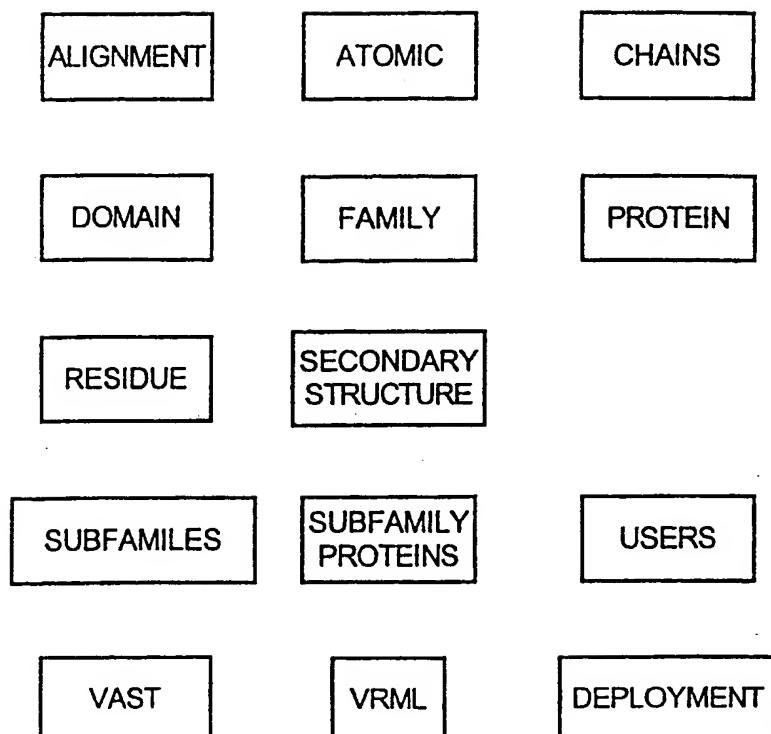 ALIGNMENT
ATOMIC
CHAINS
DOMAIN
FAMILY
PROTEIN
RESIDUE
SECONDARY
STRUCTURE
SUBFAMILES
SUBFAMILY
PROTEINS
USERS
VAST
VRML
DEPLOYMENT